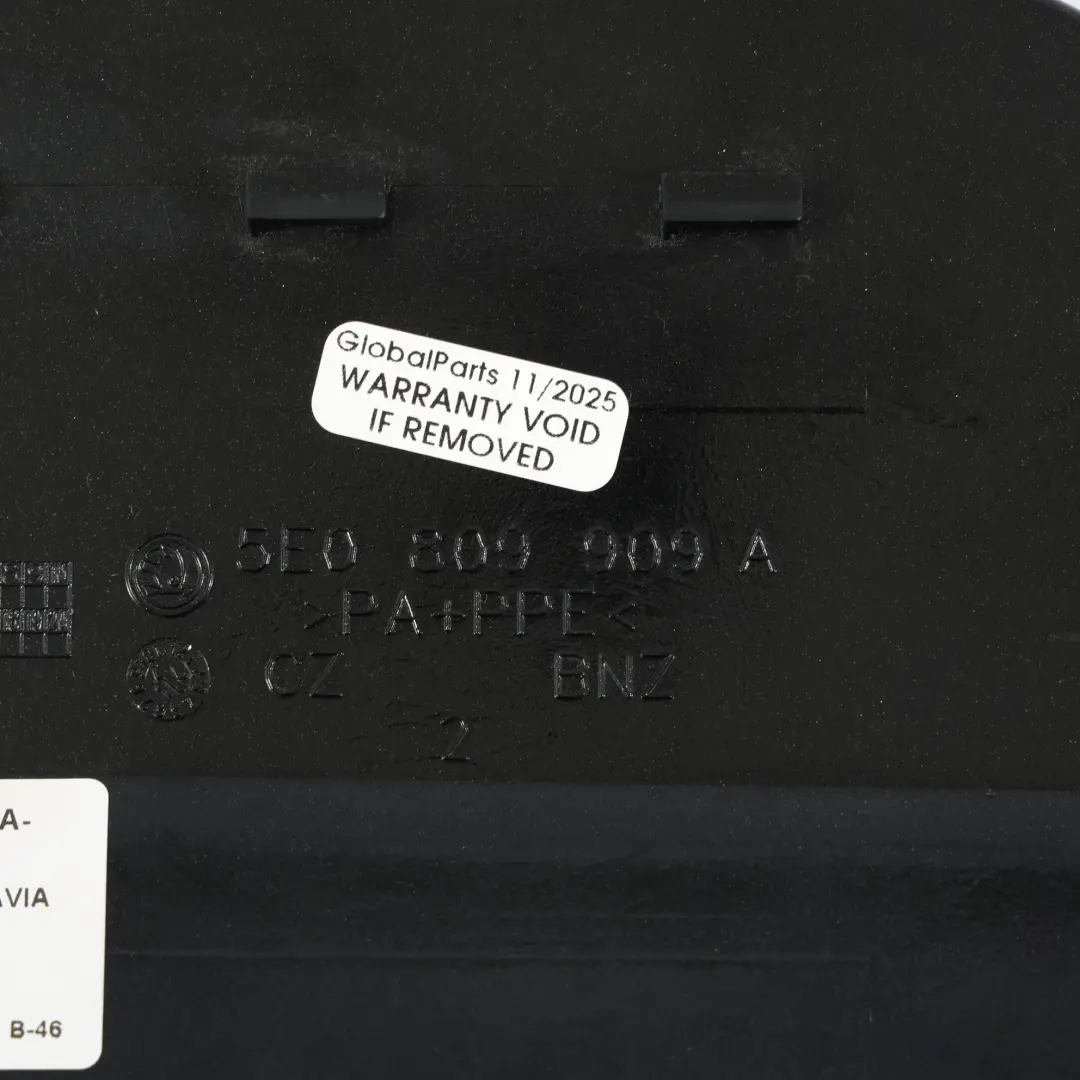 GlobalParts 11/2025
WARRANTY VOID
IF REMOVED
5E0 809 909 A
>PA+PPE<
CZ BNZ
2
A-
AVIA
B-46